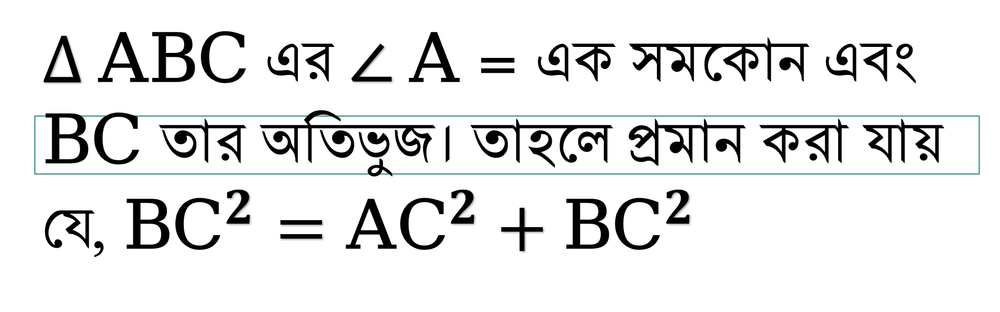 Δ ABC এর ∠ A = এক সমকোন এবং
BC তার অতিভুজ। তাহলে প্রমান করা যায়
যে, BC² = AC² + BC²